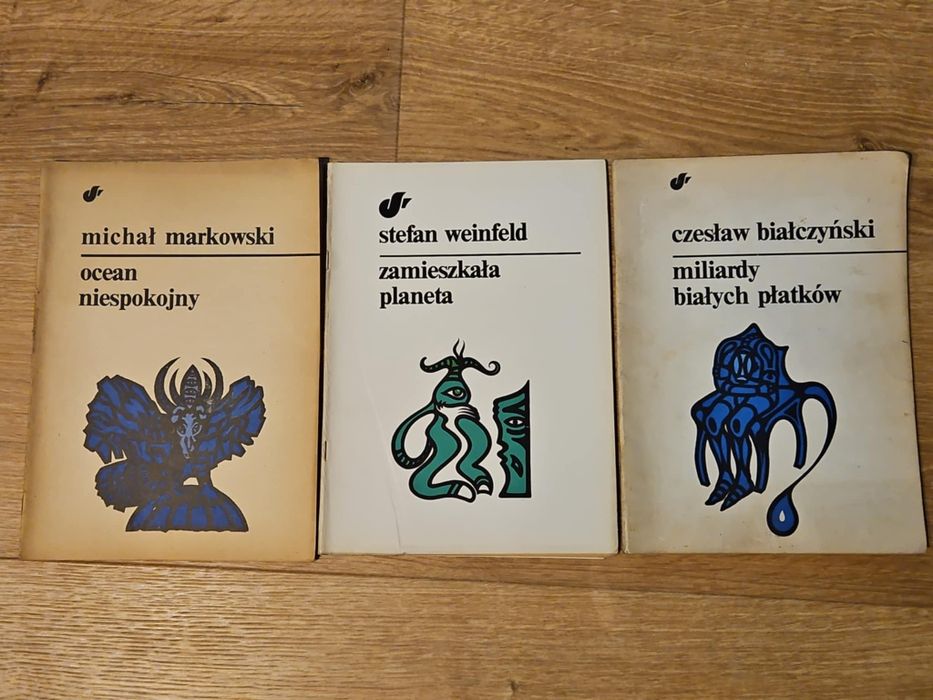 michał markowski
ocean
niespokojny
stefan weinfeld
zamieszkała
planeta
czesław białczyński
miliardy
białych płatków